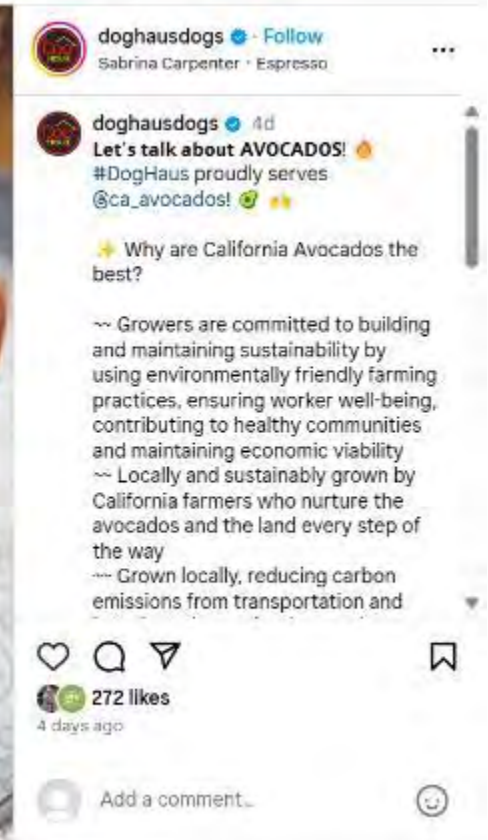 doghausdogs · Follow
Sabrina Carpenter · Espresso
doghausdogs 4d
Let's talk about AVOCADOS! 🔥
#DogHaus proudly serves
@ca_avocados! 🥑 🙌
✨ Why are California Avocados the
best?
~~ Growers are committed to building
and maintaining sustainability by
using environmentally friendly farming
practices, ensuring worker well-being,
contributing to healthy communities
and maintaining economic viability
~~ Locally and sustainably grown by
California farmers who nurture the
avocados and the land every step of
the way
~~ Grown locally, reducing carbon
emissions from transportation and
272 likes
4 days ago
Add a comment...